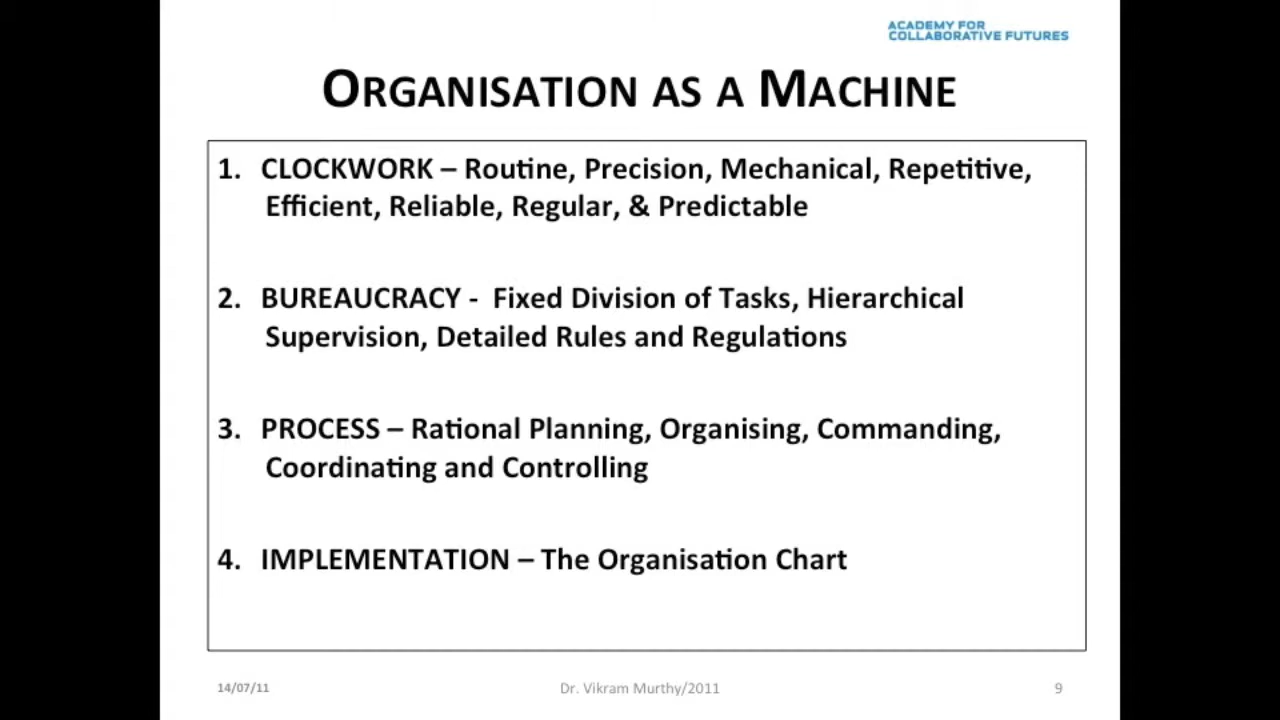 ACADEMY FOR
COLLABORATIVE FUTURES
ORGANISATION AS A MACHINE
1. CLOCKWORK – Routine, Precision, Mechanical, Repetitive,
Efficient, Reliable, Regular, & Predictable
2. BUREAUCRACY - Fixed Division of Tasks, Hierarchical
Supervision, Detailed Rules and Regulations
3. PROCESS – Rational Planning, Organising, Commanding,
Coordinating and Controlling
4. IMPLEMENTATION – The Organisation Chart
14/07/11
Dr. Vikram Murthy/2011
9